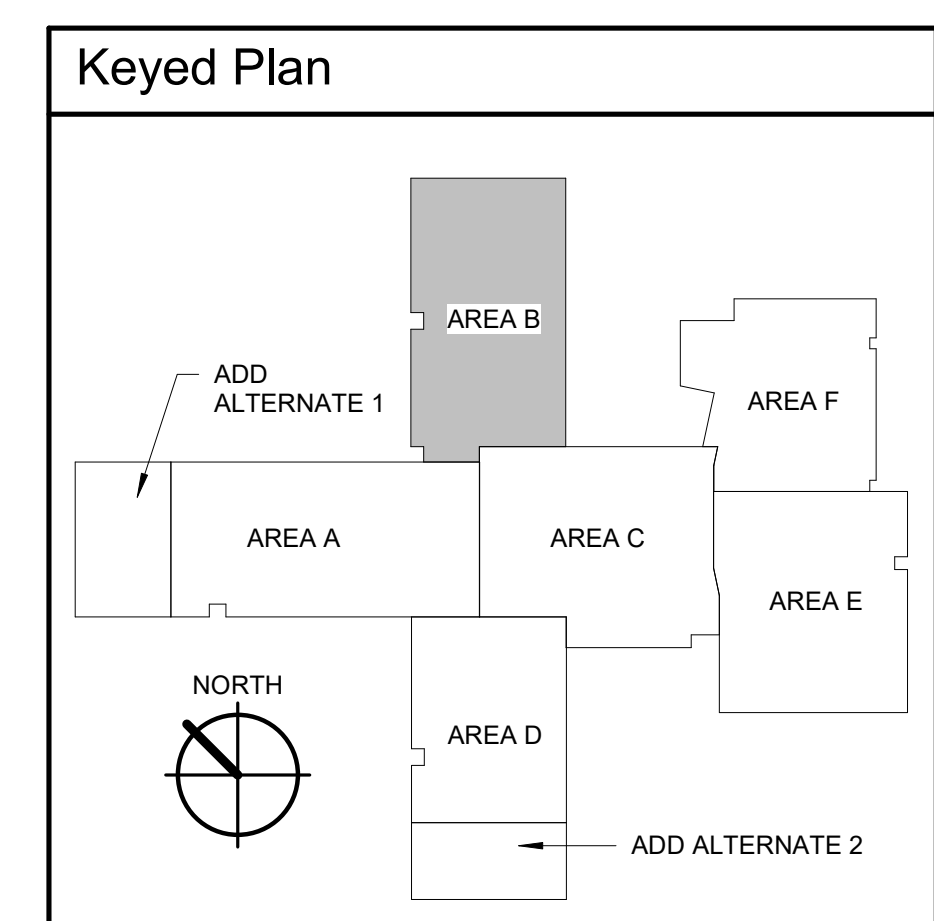 Keyed Plan
AREA B
ADD
ALTERNATE 1
AREA F
AREA A
AREA C
AREA E
NORTH
AREA D
ADD ALTERNATE 2